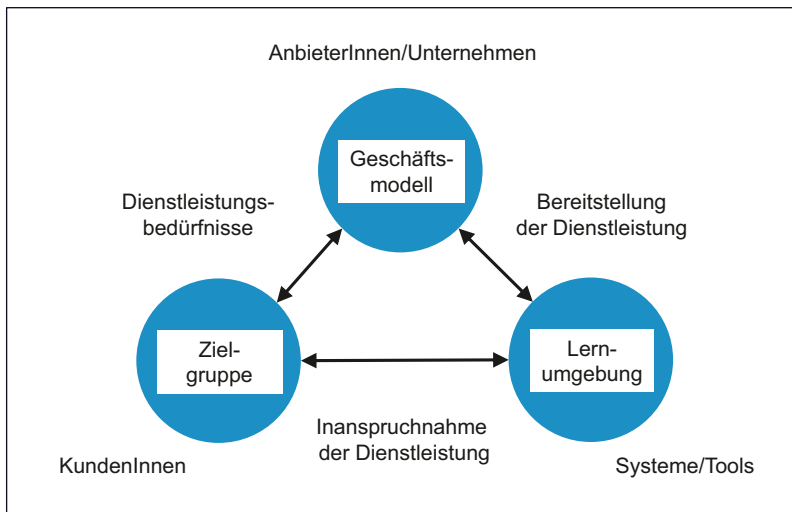 AnbieterInnen/Unternehmen
Geschäfts-
modell
Dienstleistungs-
bedürfnisse
Bereitstellung
der Dienstleistung
Ziel-
gruppe
Lern-
umgebung
Inanspruchnahme
der Dienstleistung
KundenInnen
Systeme/Tools